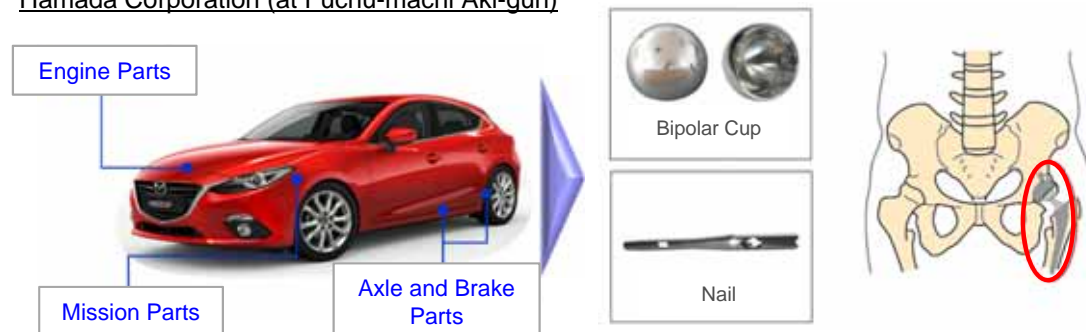 Hamada Corporation (at Fuchu-machi Aki-gun)
Engine Parts
Mission Parts
Axle and Brake
Parts
Bipolar Cup
Nail